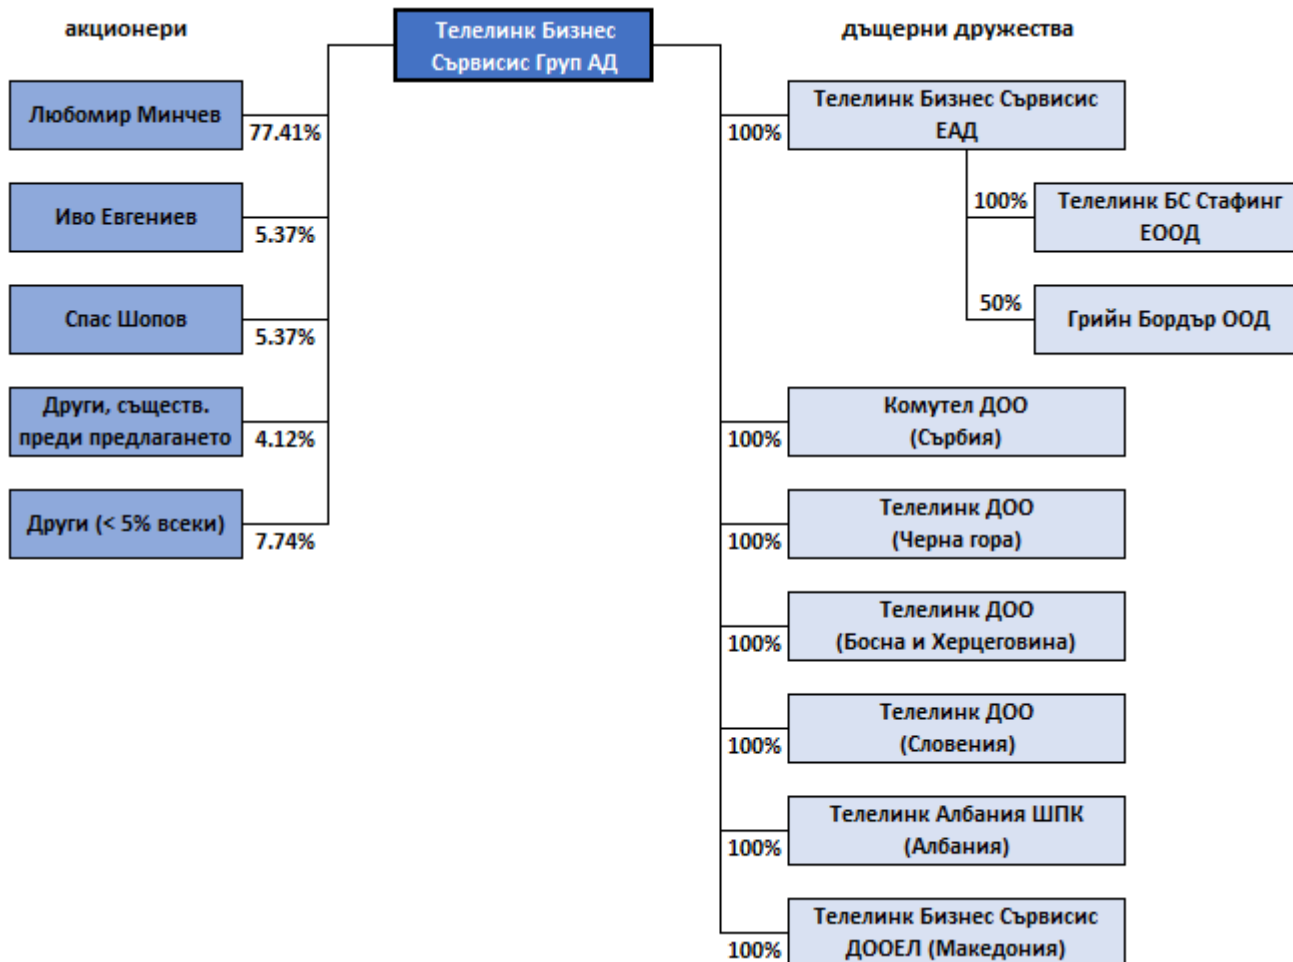 акционери
Телелинк Бизнес
Сървисис Груп АД
дъщерни дружества
Любомир Минчев
77.41%
Иво Евгениев
5.37%
Спас Шопов
5.37%
Други, съществ.
преди предлагането
4.12%
Други (< 5% всеки)
7.74%
Телелинк Бизнес Сървисис
ЕАД
100%
100%
Телелинк БС Стафинг
ЕООД
50%
Грийн Бордър ООД
Комутел ДОО
(Сърбия)
100%
Телелинк ДОО
(Черна гора)
100%
Телелинк ДОО
(Босна и Херцеговина)
100%
Телелинк ДОО
(Словения)
100%
Телелинк Албания ШПК
(Албания)
100%
Телелинк Бизнес Сървисис
ДООЕЛ (Македония)
100%